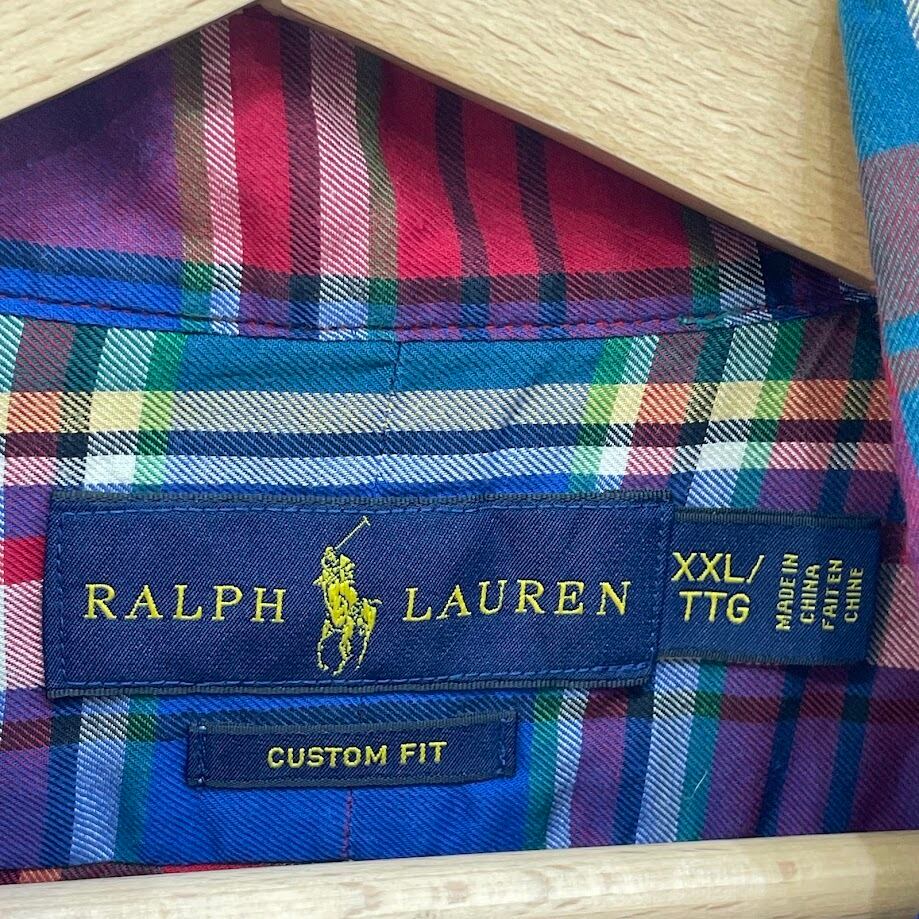 RALPH LAUREN
XXL/
TTG
MADE IN
CHINA
FAIT EN
CHINE
CUSTOM FIT